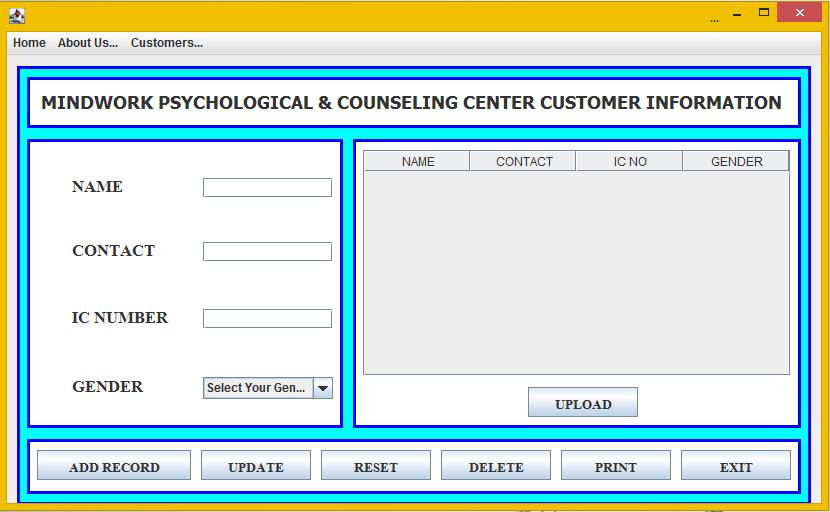 ...
Home About Us... Customers...
MINDWORK PSYCHOLOGICAL & COUNSELING CENTER CUSTOMER INFORMATION
NAME
CONTACT
IC NUMBER
GENDER Select Your Gen...
NAME CONTACT IC NO GENDER
UPLOAD
ADD RECORD UPDATE RESET DELETE PRINT EXIT